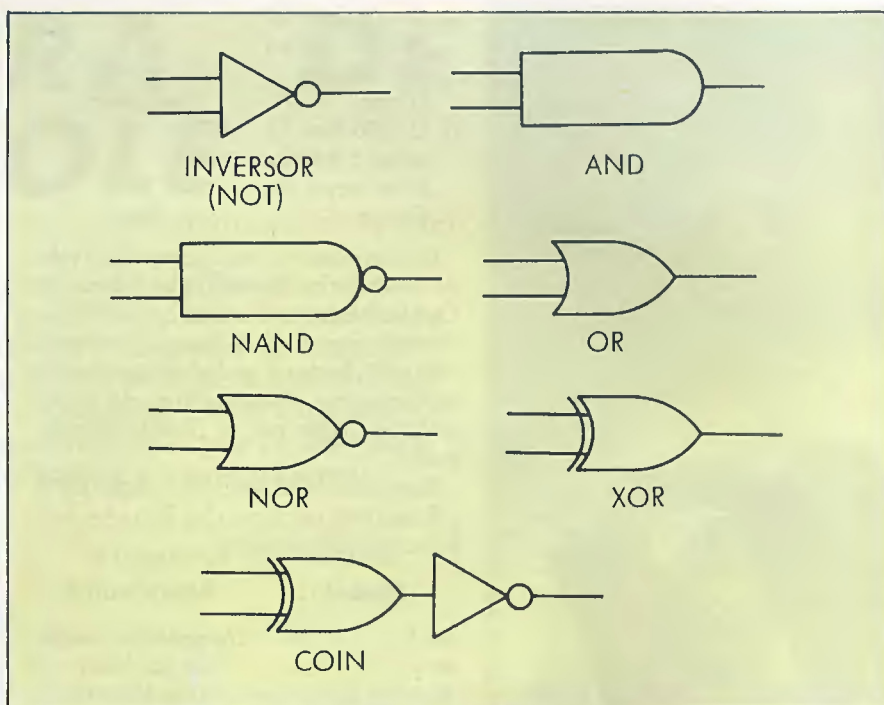 INVERSOR
(NOT)
AND
NAND
OR
NOR
XOR
COIN